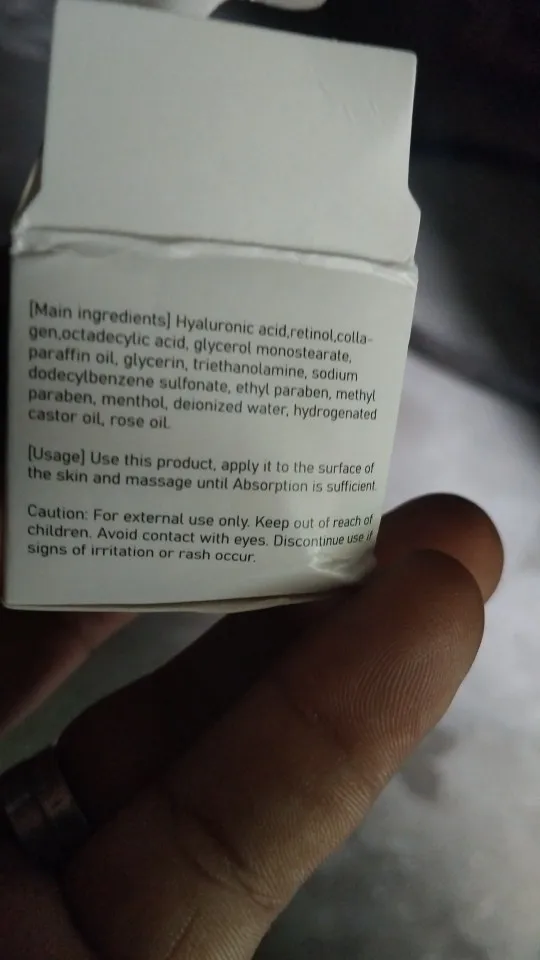 [Main ingredients] Hyaluronic acid,retinol,colla-
gen,octadecylic acid, glycerol monostearate,
paraffin oil, glycerin, triethanolamine, sodium
dodecylbenzene sulfonate, ethyl paraben, methyl
paraben, menthol, deionized water, hydrogenated
castor oil, rose oil.
[Usage] Use this product, apply it to the surface of
the skin and massage until Absorption is sufficient.
Caution: For external use only. Keep out of reach of
children. Avoid contact with eyes. Discontinue use if
signs of irritation or rash occur.